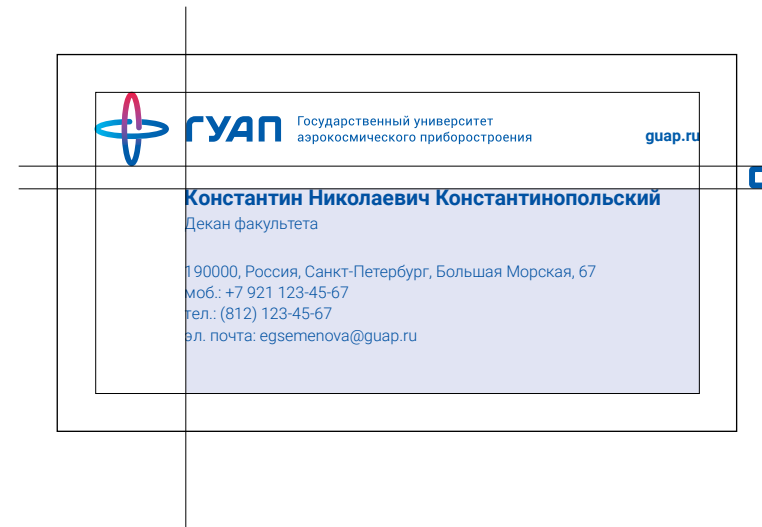 ГУАП
Государственный университет
аэрокосмического приборостроения
guap.ru
Константин Николаевич Константинопольский
Декан факультета
190000, Россия, Санкт-Петербург, Большая Морская, 67
моб.: +7 921 123-45-67
тел.: (812) 123-45-67
эл. почта: egsemenova@guap.ru